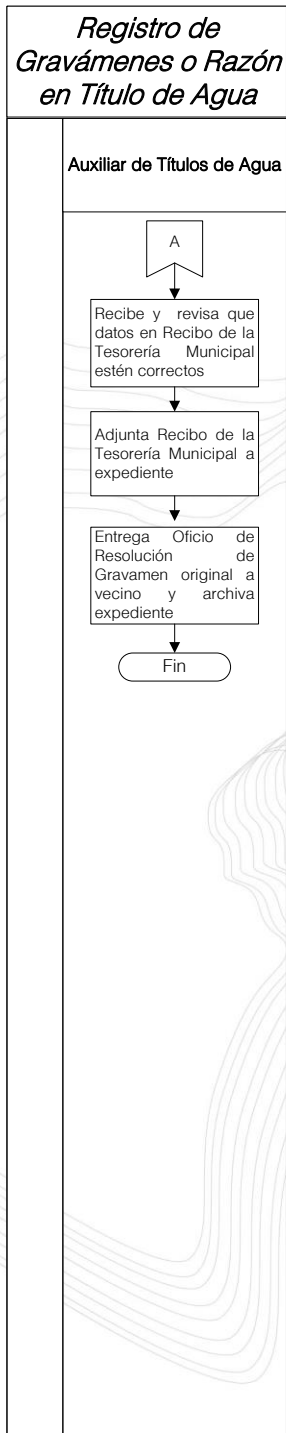 Registro de
Gravámenes o Razón
en Título de Agua
Auxiliar de Títulos de Agua
A
Recibe y revisa que
datos en Recibo de la
Tesorería Municipal
estén correctos
Adjunta Recibo de la
Tesorería Municipal a
expediente
Entrega Oficio de
Resolución de
Gravamen original a
vecino y archiva
expediente
Fin